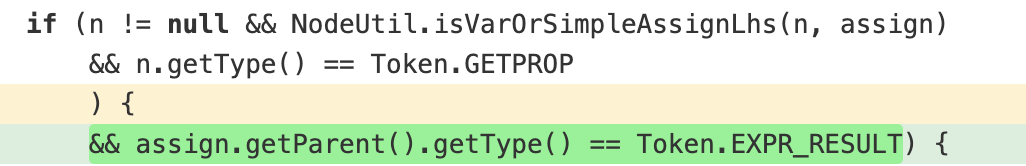 if (n != null && NodeUtil.isVarOrSimpleAssignLhs(n, assign)
&& n.getType() == Token.GETPROP
) {
&& assign.getParent().getType() == Token.EXPR_RESULT) {